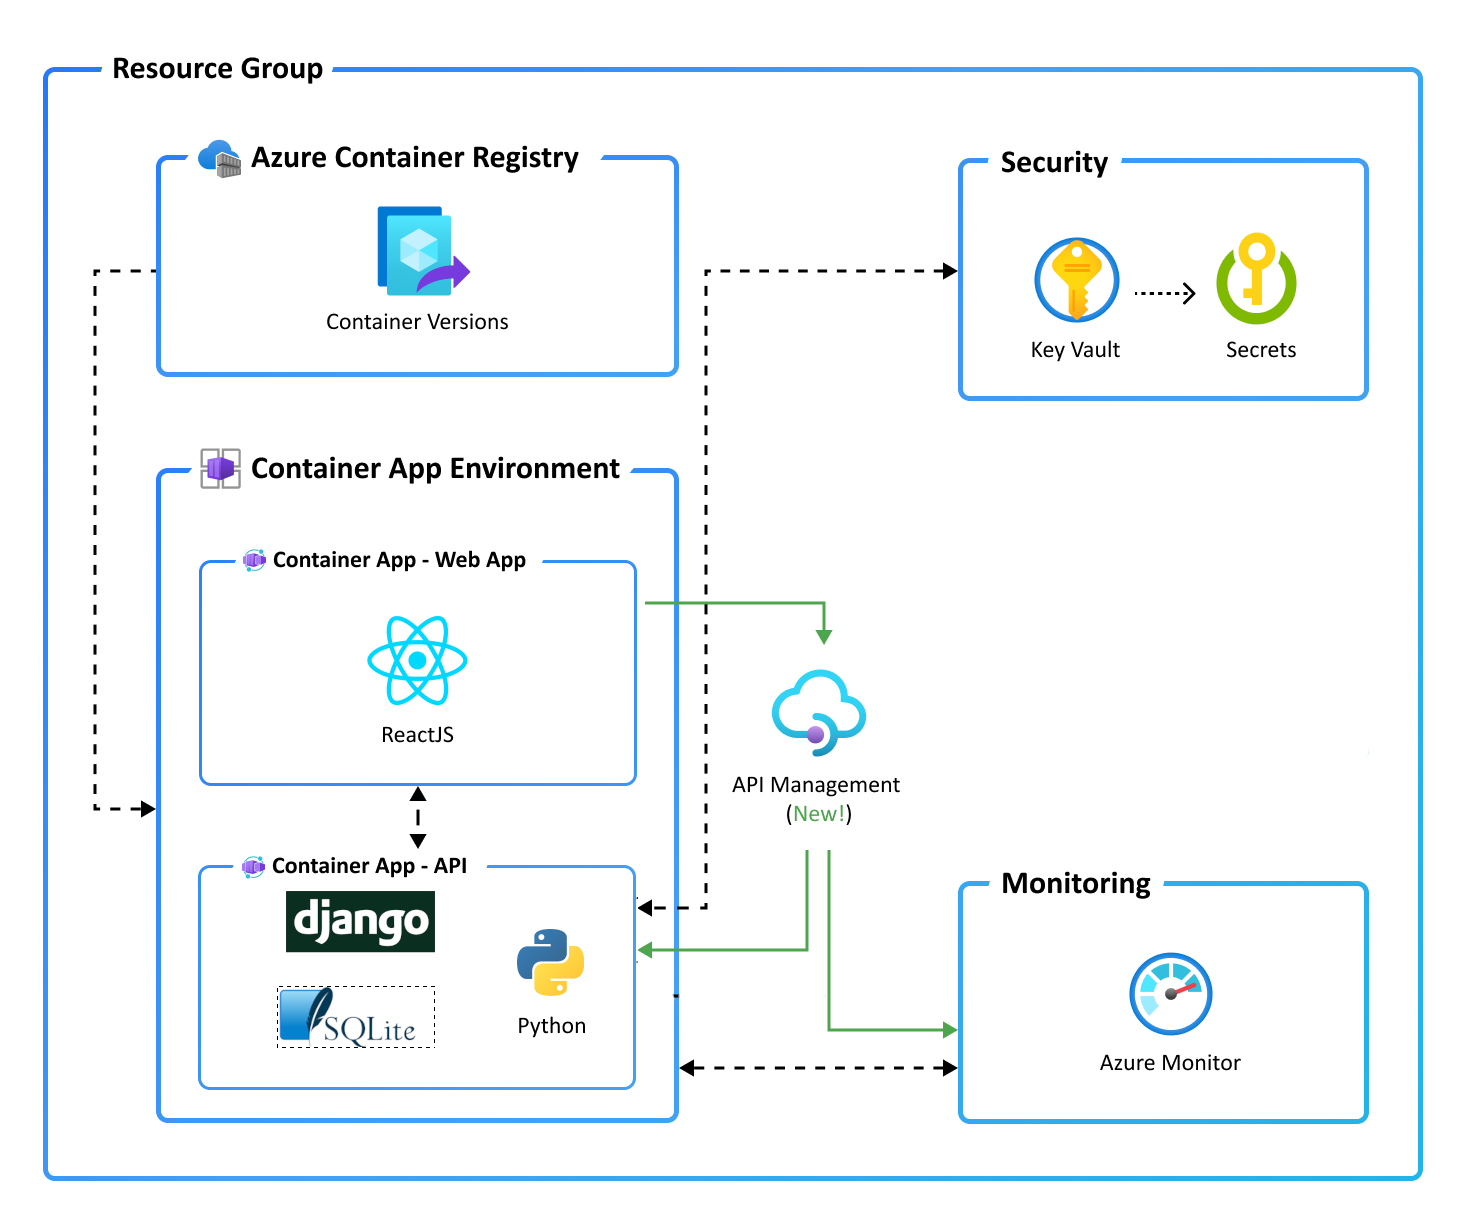 Resource Group
Azure Container Registry
Container Versions
Security
Key Vault
Secrets
Container App Environment
Container App - Web App
ReactJS
API Management
(New!)
Container App - API
django
SQLite
Python
Monitoring
Azure Monitor